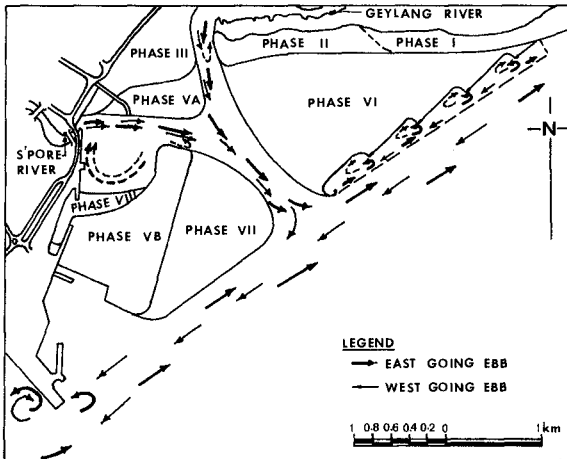 GEYLANG RIVER
PHASE III
PHASE II
PHASE I
PHASE VA
PHASE VI
S'PORE
RIVER
PHASE VIII
PHASE VB
PHASE VII
N
LEGEND
EAST GOING EBB
WEST GOING EBB
1 0.8 0.6 0.4 0.2 0 1km